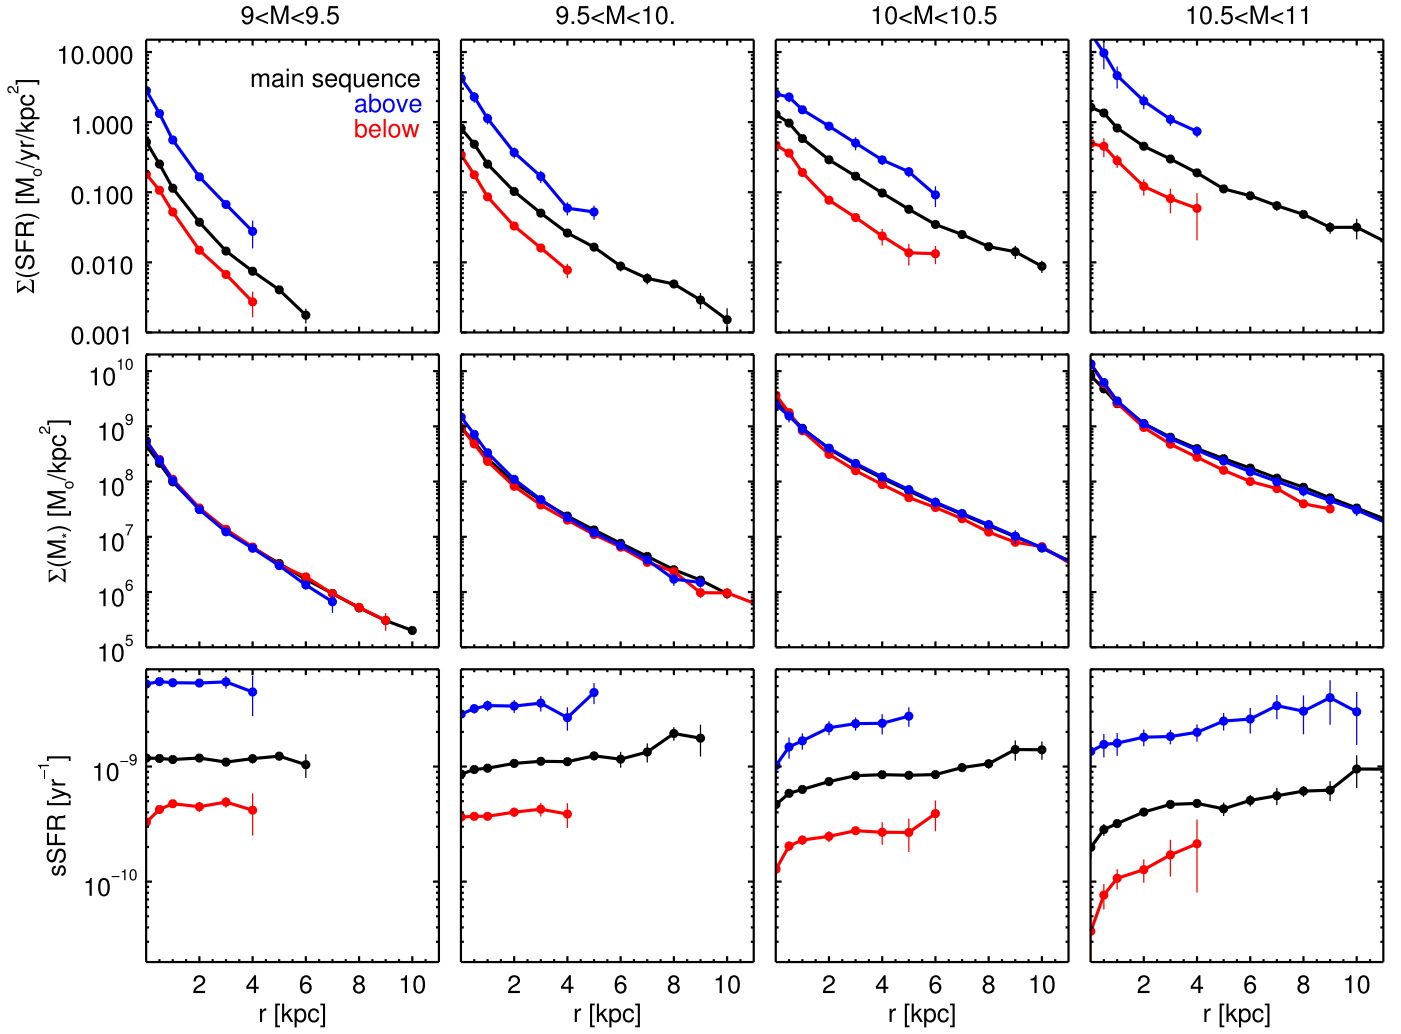 9<M<9.5
9.5<M<10.
10<M<10.5
10.5<M<11
Σ(SFR) [M₀/yr/kpc²]
10.000
1.000
0.100
0.010
0.001
main sequence
above
below
Σ(M*) [M₀/kpc²]
10¹⁰
10⁹
10⁸
10⁷
10⁶
10⁵
sSFR [yr⁻¹]
10⁻⁹
10⁻¹⁰
2 4 6 8 10
2 4 6 8 10
2 4 6 8 10
2 4 6 8 10
r [kpc]
r [kpc]
r [kpc]
r [kpc]